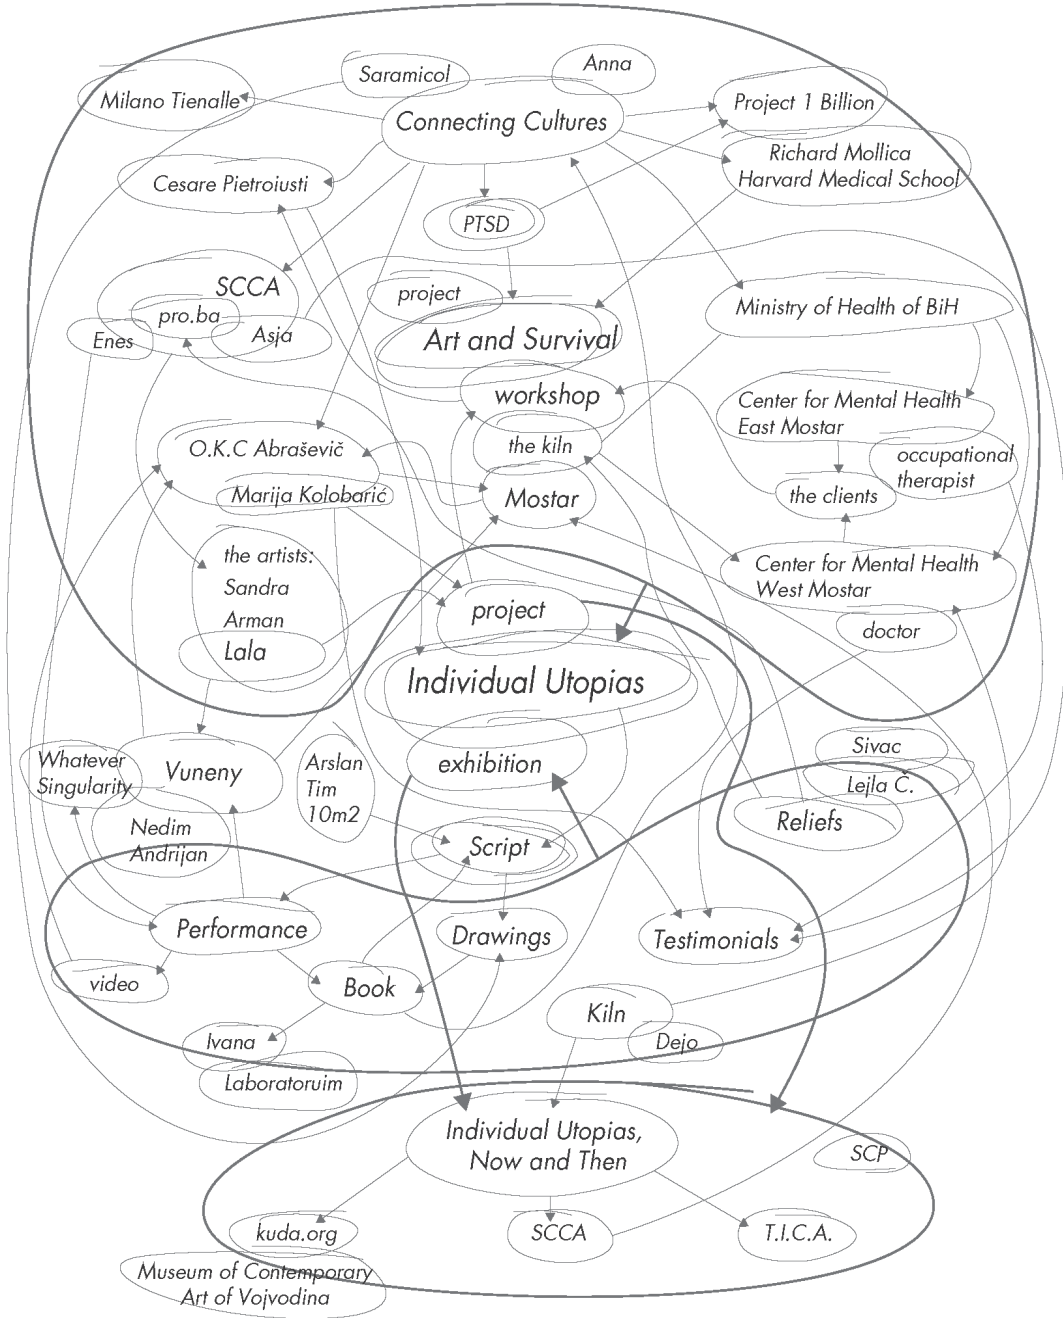 Saramicol
Anna
Milano Tienalle
Connecting Cultures
Project 1 Billion
Richard Mollica
Harvard Medical School
Cesare Pietroiusti
PTSD
SCCA
pro.ba
Enes
Asja
project
Art and Survival
Ministry of Health of BiH
workshop
the kiln
Mostar
Center for Mental Health
East Mostar
occupational
therapist
the clients
O.K.C Abrašević
Marija Kolobarić
the artists:
Sandra
Arman
Lala
Center for Mental Health
West Mostar
doctor
project
Individual Utopias
exhibition
Whatever
Singularity
Vuneny
Nedim
Andrijan
Arslan
Tim
10m2
Script
Sivac
Lejla Č.
Reliefs
Performance
Drawings
Testimonials
video
Book
Kiln
Dejo
Ivana
Laboratoruim
Individual Utopias,
Now and Then
SCP
kuda.org
SCCA
T.I.C.A.
Museum of Contemporary
Art of Vojvodina